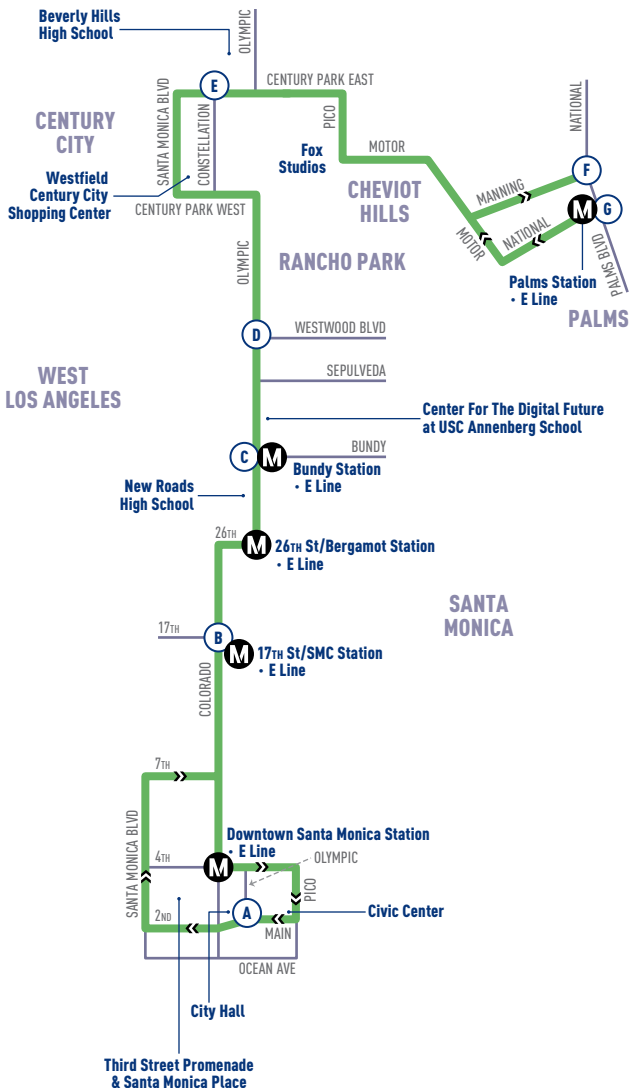 Beverly Hills
High School
OLYMPIC
E
CENTURY PARK EAST
CENTURY
CITY
SANTA MONICA BLVD
CONSTELLATION
PICO
MOTOR
NATIONAL
Fox
Studios
Westfield
Century City
Shopping Center
CENTURY PARK WEST
CHEVIOT
HILLS
MANNING
F
M
G
NATIONAL
MOTOR
PALMS BLVD
OLYMPIC
RANCHO PARK
Palms Station
• E Line
PALMS
D
WESTWOOD BLVD
WEST
LOS ANGELES
SEPULVEDA
Center For The Digital Future
at USC Annenberg School
C
M
BUNDY
Bundy Station
• E Line
New Roads
High School
26TH
M
26TH St/Bergamot Station
• E Line
SANTA
MONICA
17TH
B
M
17TH St/SMC Station
• E Line
COLORADO
7TH
SANTA MONICA BLVD
Downtown Santa Monica Station
• E Line
4TH
M
OLYMPIC
PICO
2ND
A
Civic Center
MAIN
OCEAN AVE
City Hall
Third Street Promenade
& Santa Monica Place